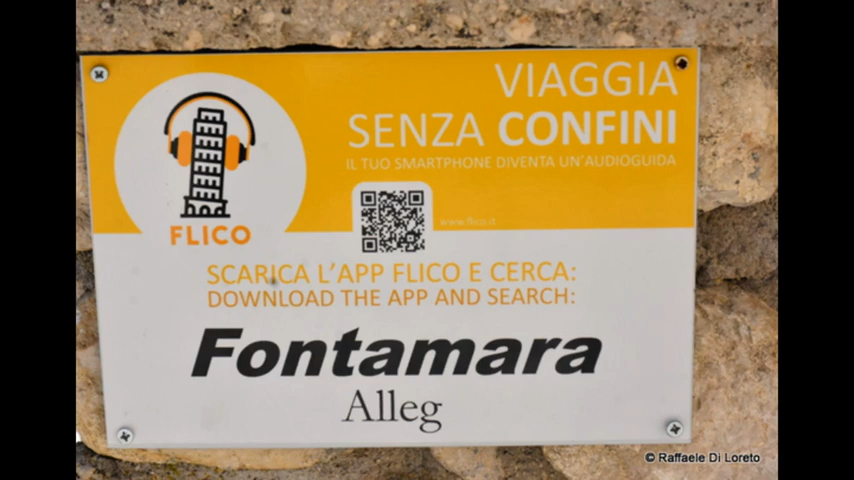 VIAGGIA
SENZA CONFINI
IL TUO SMARTPHONE DIVENTA UN'AUDIOGUIDA
FLICO
www.flico.it
SCARICA L'APP FLICO E CERCA:
DOWNLOAD THE APP AND SEARCH:
Fontamara
Alleg
© Raffaele Di Loreto